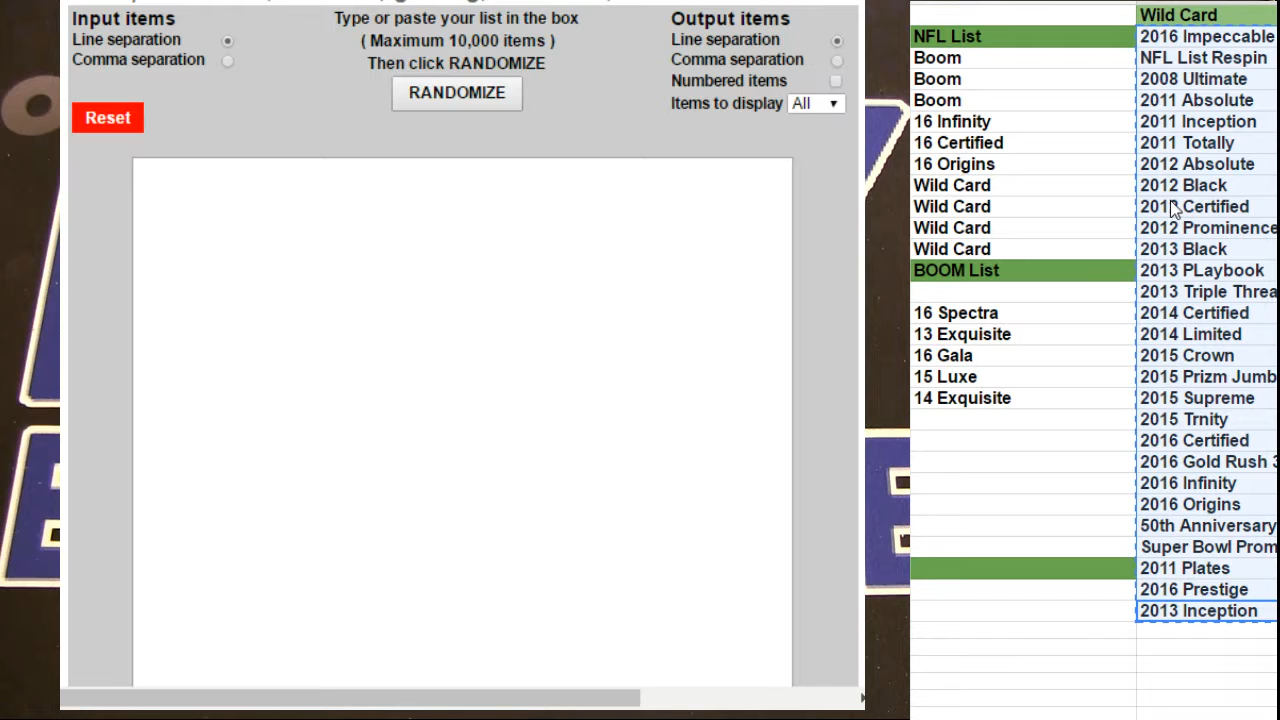 Input items
Line separation
Comma separation
Reset
Type or paste your list in the box
( Maximum 10,000 items )
Then click RANDOMIZE
RANDOMIZE
Output items
Line separation
Comma separation
Numbered items
Items to display All
NFL List
Boom
Boom
Boom
16 Infinity
16 Certified
16 Origins
Wild Card
Wild Card
Wild Card
Wild Card
BOOM List
16 Spectra
13 Exquisite
16 Gala
15 Luxe
14 Exquisite
Wild Card
2016 Impeccable
NFL List Respin
2008 Ultimate
2011 Absolute
2011 Inception
2011 Totally
2012 Absolute
2012 Black
Certified
2012 Prominence
2013 Black
2013 PLaybook
2013 Triple Threa
2014 Certified
2014 Limited
2015 Crown
2015 Prizm Jumb
2015 Supreme
2015 Trnity
2016 Certified
2016 Gold Rush 3
2016 Infinity
2016 Origins
50th Anniversary
Super Bowl Prom
2011 Plates
2016 Prestige
2013 Inception